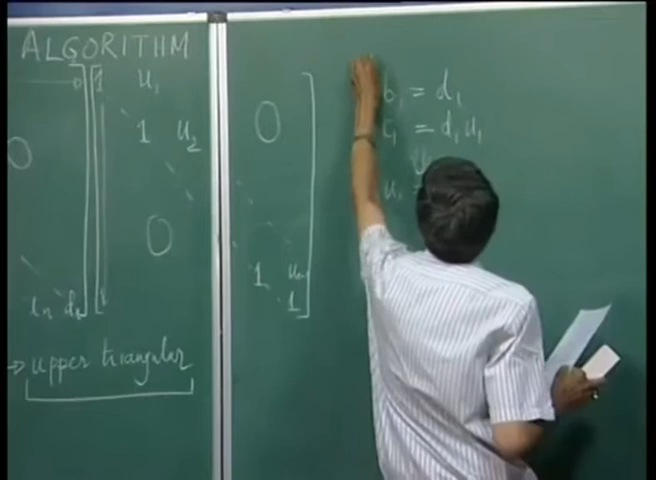 ALGORITHM
1 u₁
1 u₂
0
0
lₙ dₙ
→ upper triangular
0
1 uₙ
1
b₁ = d₁
c₁ = d₁ u₁
u₁